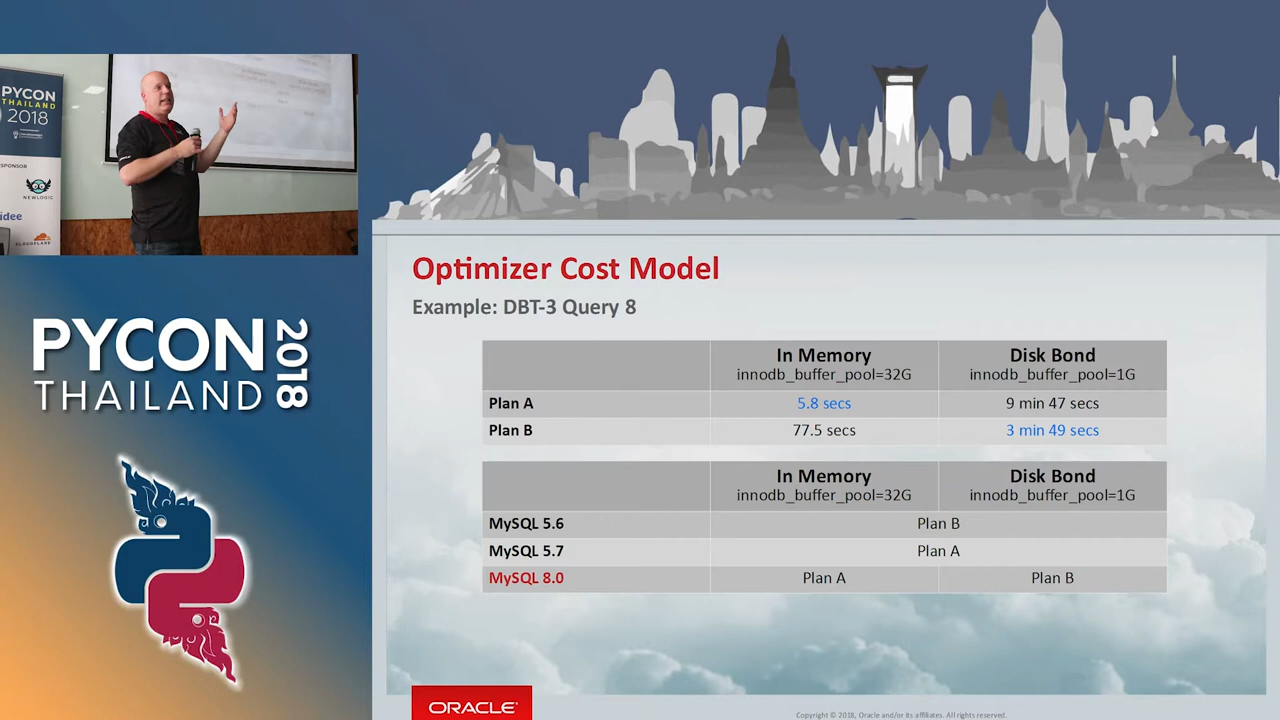 PYCON
THAILAND
2018
SPONSOR
NEWLOGIC
idee
CLOUDFLARE
PYCON
THAILAND
2018
Optimizer Cost Model
Example: DBT-3 Query 8
In Memory Disk Bond
innodb_buffer_pool=32G innodb_buffer_pool=1G
Plan A 5.8 secs 9 min 47 secs
Plan B 77.5 secs 3 min 49 secs
In Memory Disk Bond
innodb_buffer_pool=32G innodb_buffer_pool=1G
MySQL 5.6 Plan B
MySQL 5.7 Plan A
MySQL 8.0 Plan A Plan B
ORACLE®
Copyright © 2018, Oracle and/or its affiliates. All rights reserved.